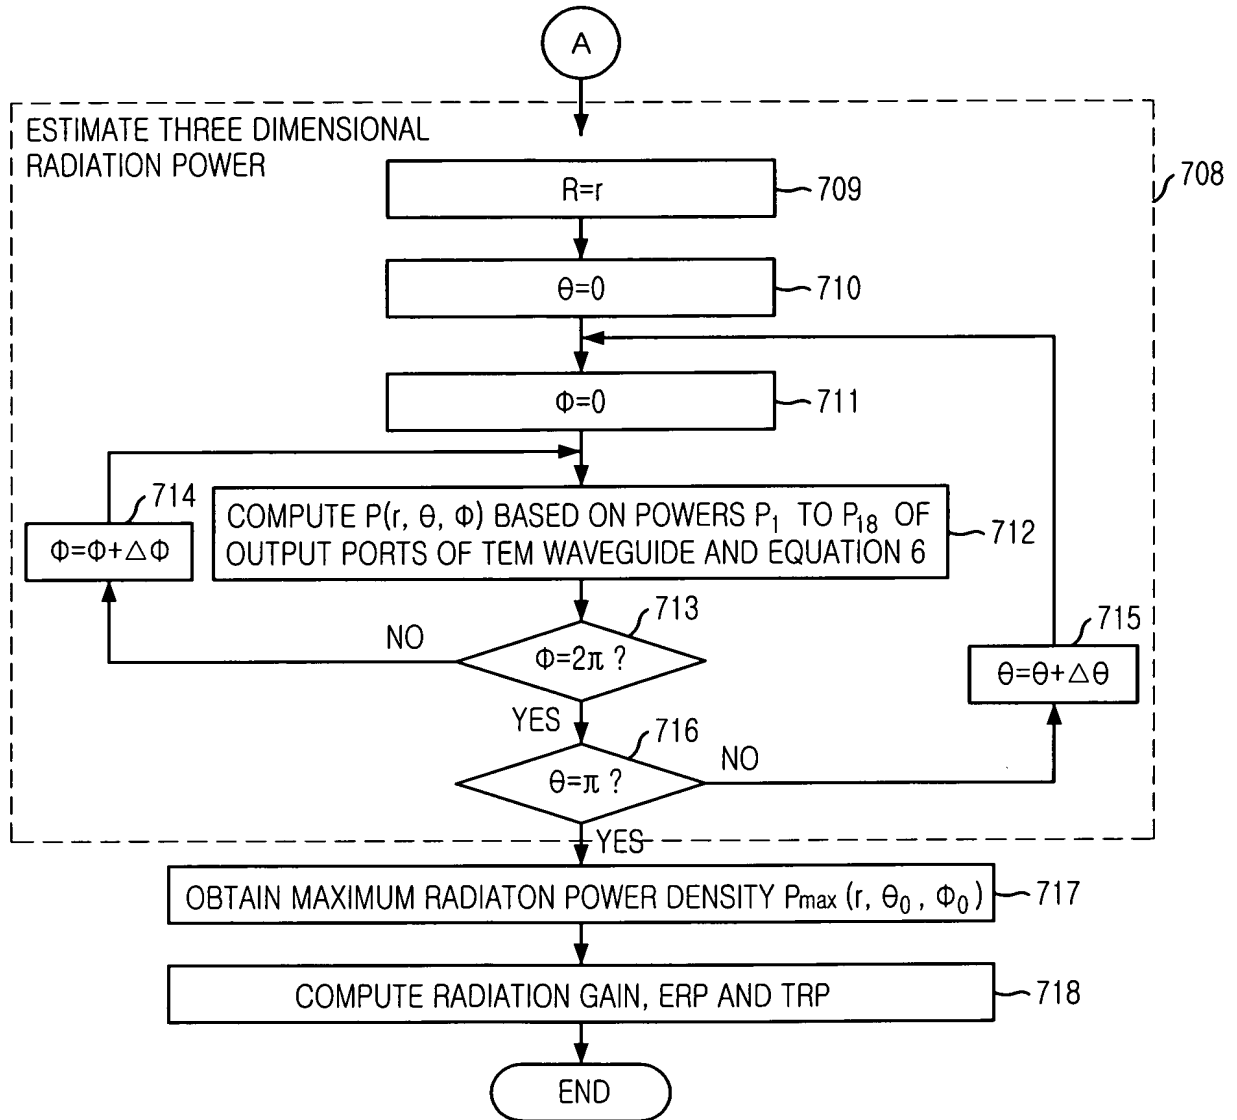 A
ESTIMATE THREE DIMENSIONAL
RADIATION POWER
708
R=r
709
θ=0
710
Φ=0
711
714
Φ=Φ+△Φ
COMPUTE P(r, θ, Φ) BASED ON POWERS P₁ TO P₁₈ OF
OUTPUT PORTS OF TEM WAVEGUIDE AND EQUATION 6
712
713
NO
Φ=2π ?
715
θ=θ+△θ
YES
716
θ=π ?
NO
YES
OBTAIN MAXIMUM RADIATON POWER DENSITY Pmax (r, θ₀, Φ₀)
717
COMPUTE RADIATION GAIN, ERP AND TRP
718
END